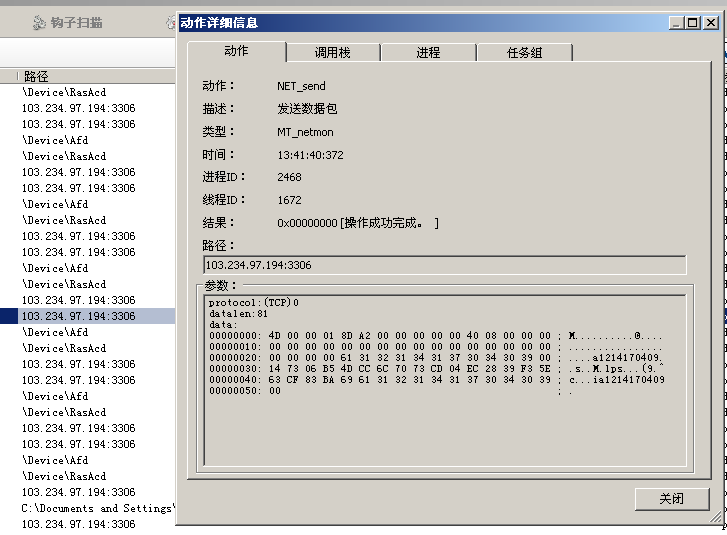 钩子扫描
路径
\Device\RasAcd
103.234.97.194:3306
103.234.97.194:3306
\Device\Afd
\Device\RasAcd
103.234.97.194:3306
103.234.97.194:3306
\Device\Afd
\Device\RasAcd
103.234.97.194:3306
103.234.97.194:3306
\Device\Afd
\Device\RasAcd
103.234.97.194:3306
103.234.97.194:3306
\Device\Afd
\Device\RasAcd
103.234.97.194:3306
103.234.97.194:3306
\Device\Afd
\Device\RasAcd
103.234.97.194:3306
103.234.97.194:3306
\Device\Afd
\Device\RasAcd
103.234.97.194:3306
C:\Documents and Settings\
103.234.97.194:3306
动作详细信息
动作 调用栈 进程 任务组
动作： NET_send
描述： 发送数据包
类型： MT_netmon
时间： 13:41:40:372
进程ID： 2468
线程ID： 1672
结果： 0x00000000 [操作成功完成。 ]
路径：
103.234.97.194:3306
参数：
protocol:(TCP)0
datalen:81
data:
00000000: 4D 00 00 01 8D A2 00 00 00 00 00 40 08 00 00 00 ; M..........@....
00000010: 00 00 00 00 00 00 00 00 00 00 00 00 00 00 00 00 ; ................
00000020: 00 00 00 00 61 31 32 31 34 31 37 30 34 30 39 00 ; ....a1214170409.
00000030: 14 73 06 B5 4D CC 6C 70 73 CD 04 EC 28 39 F3 5E ; .s..M.lps...(9.^
00000040: 63 CF 83 BA 69 61 31 32 31 34 31 37 30 34 30 39 ; c...ia1214170409
00000050: 00 ; .
关闭